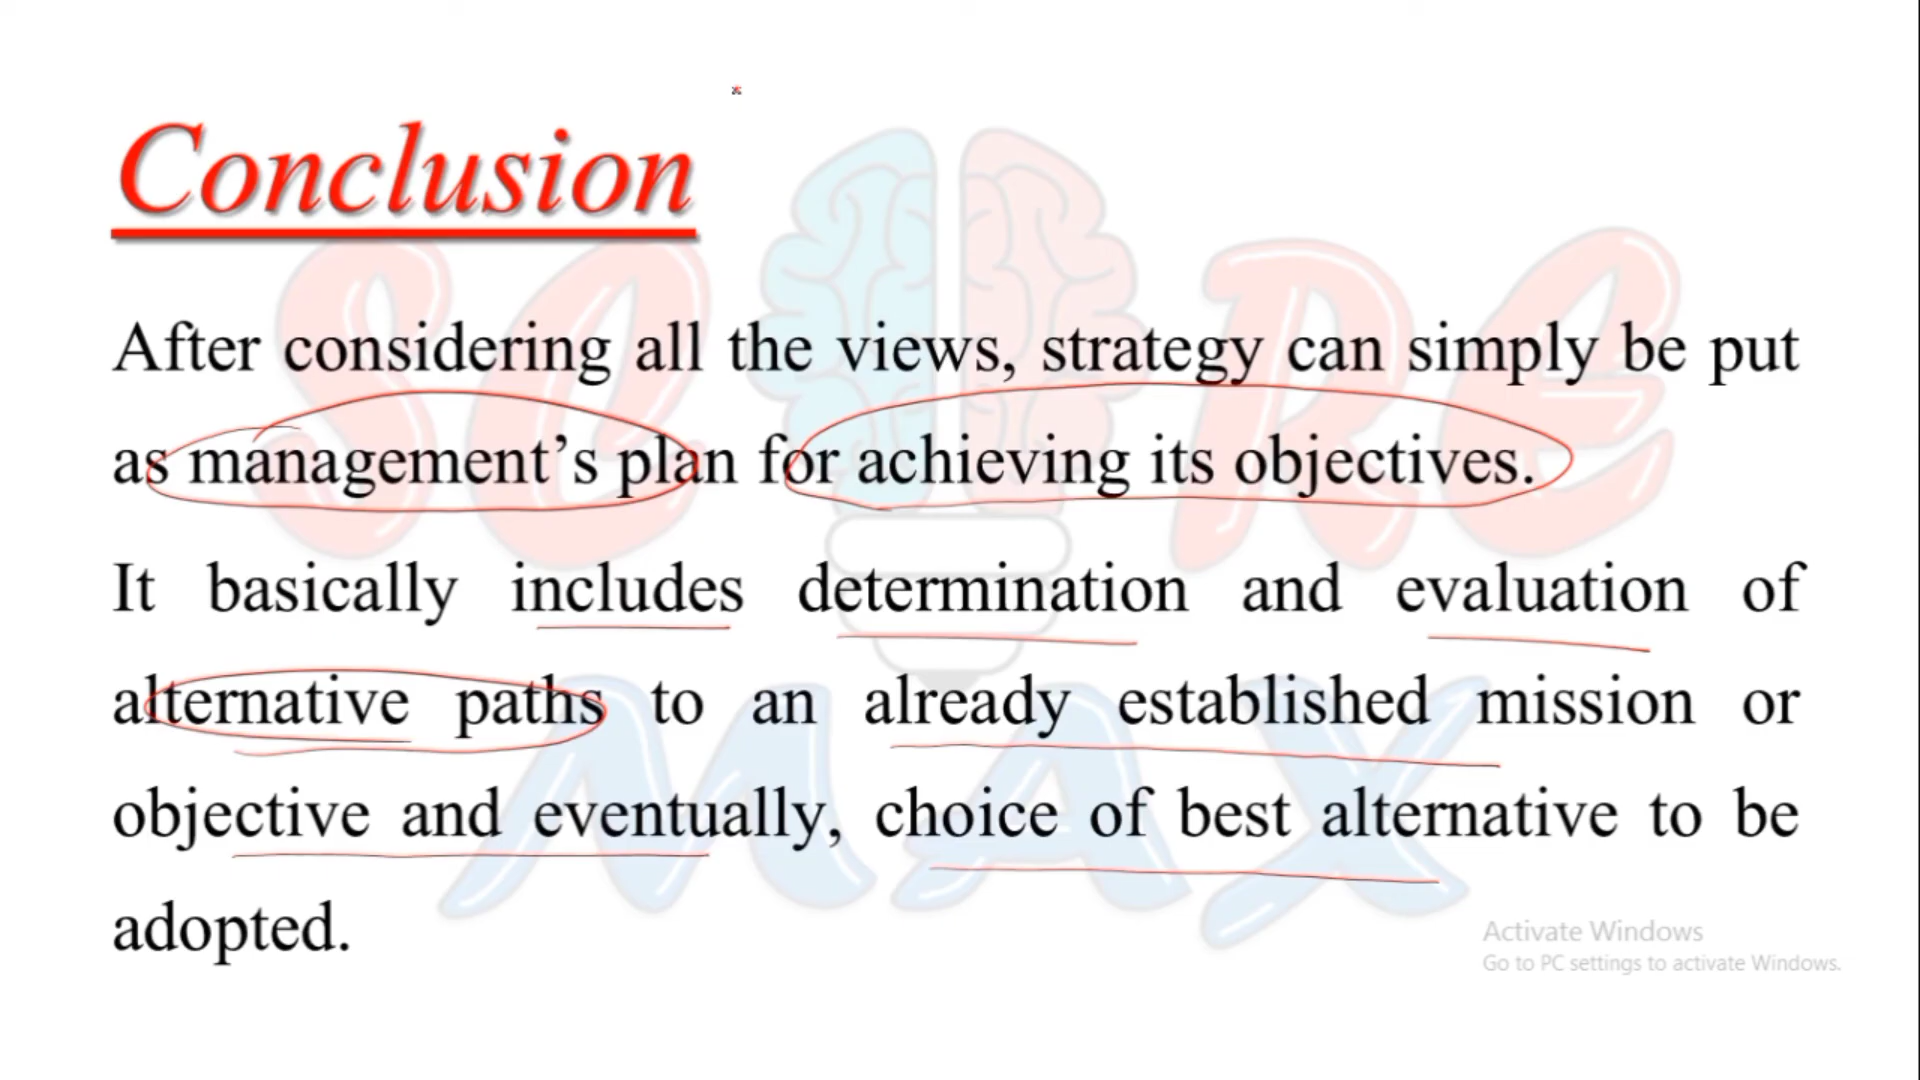 Conclusion
After considering all the views, strategy can simply be put
as management’s plan for achieving its objectives.
It basically includes determination and evaluation of
alternative paths to an already established mission or
objective and eventually, choice of best alternative to be
adopted.
SCORE
MAX
Activate Windows
Go to PC settings to activate Windows.